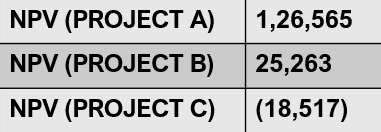 NPV (PROJECT A) 1,26,565
NPV (PROJECT B) 25,263
NPV (PROJECT C) (18,517)